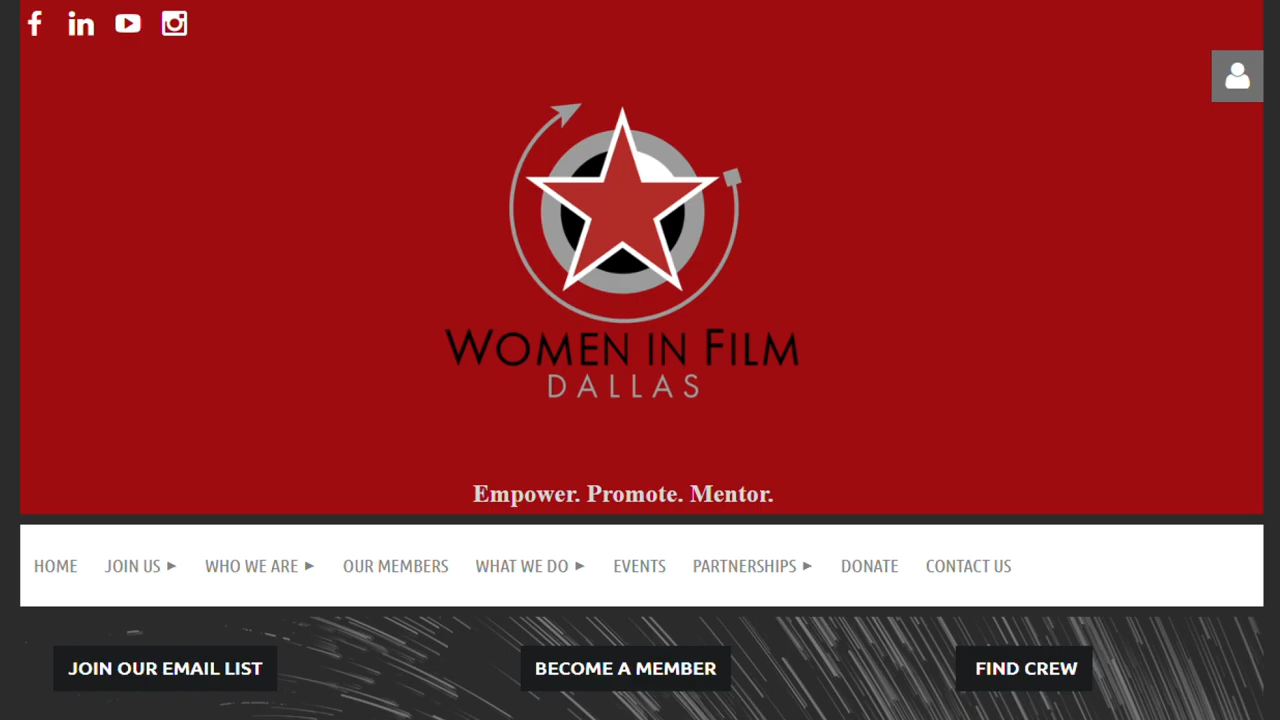 WOMEN IN FILM
DALLAS
Empower. Promote. Mentor.
HOME JOIN US WHO WE ARE OUR MEMBERS WHAT WE DO EVENTS PARTNERSHIPS DONATE CONTACT US
JOIN OUR EMAIL LIST BECOME A MEMBER FIND CREW